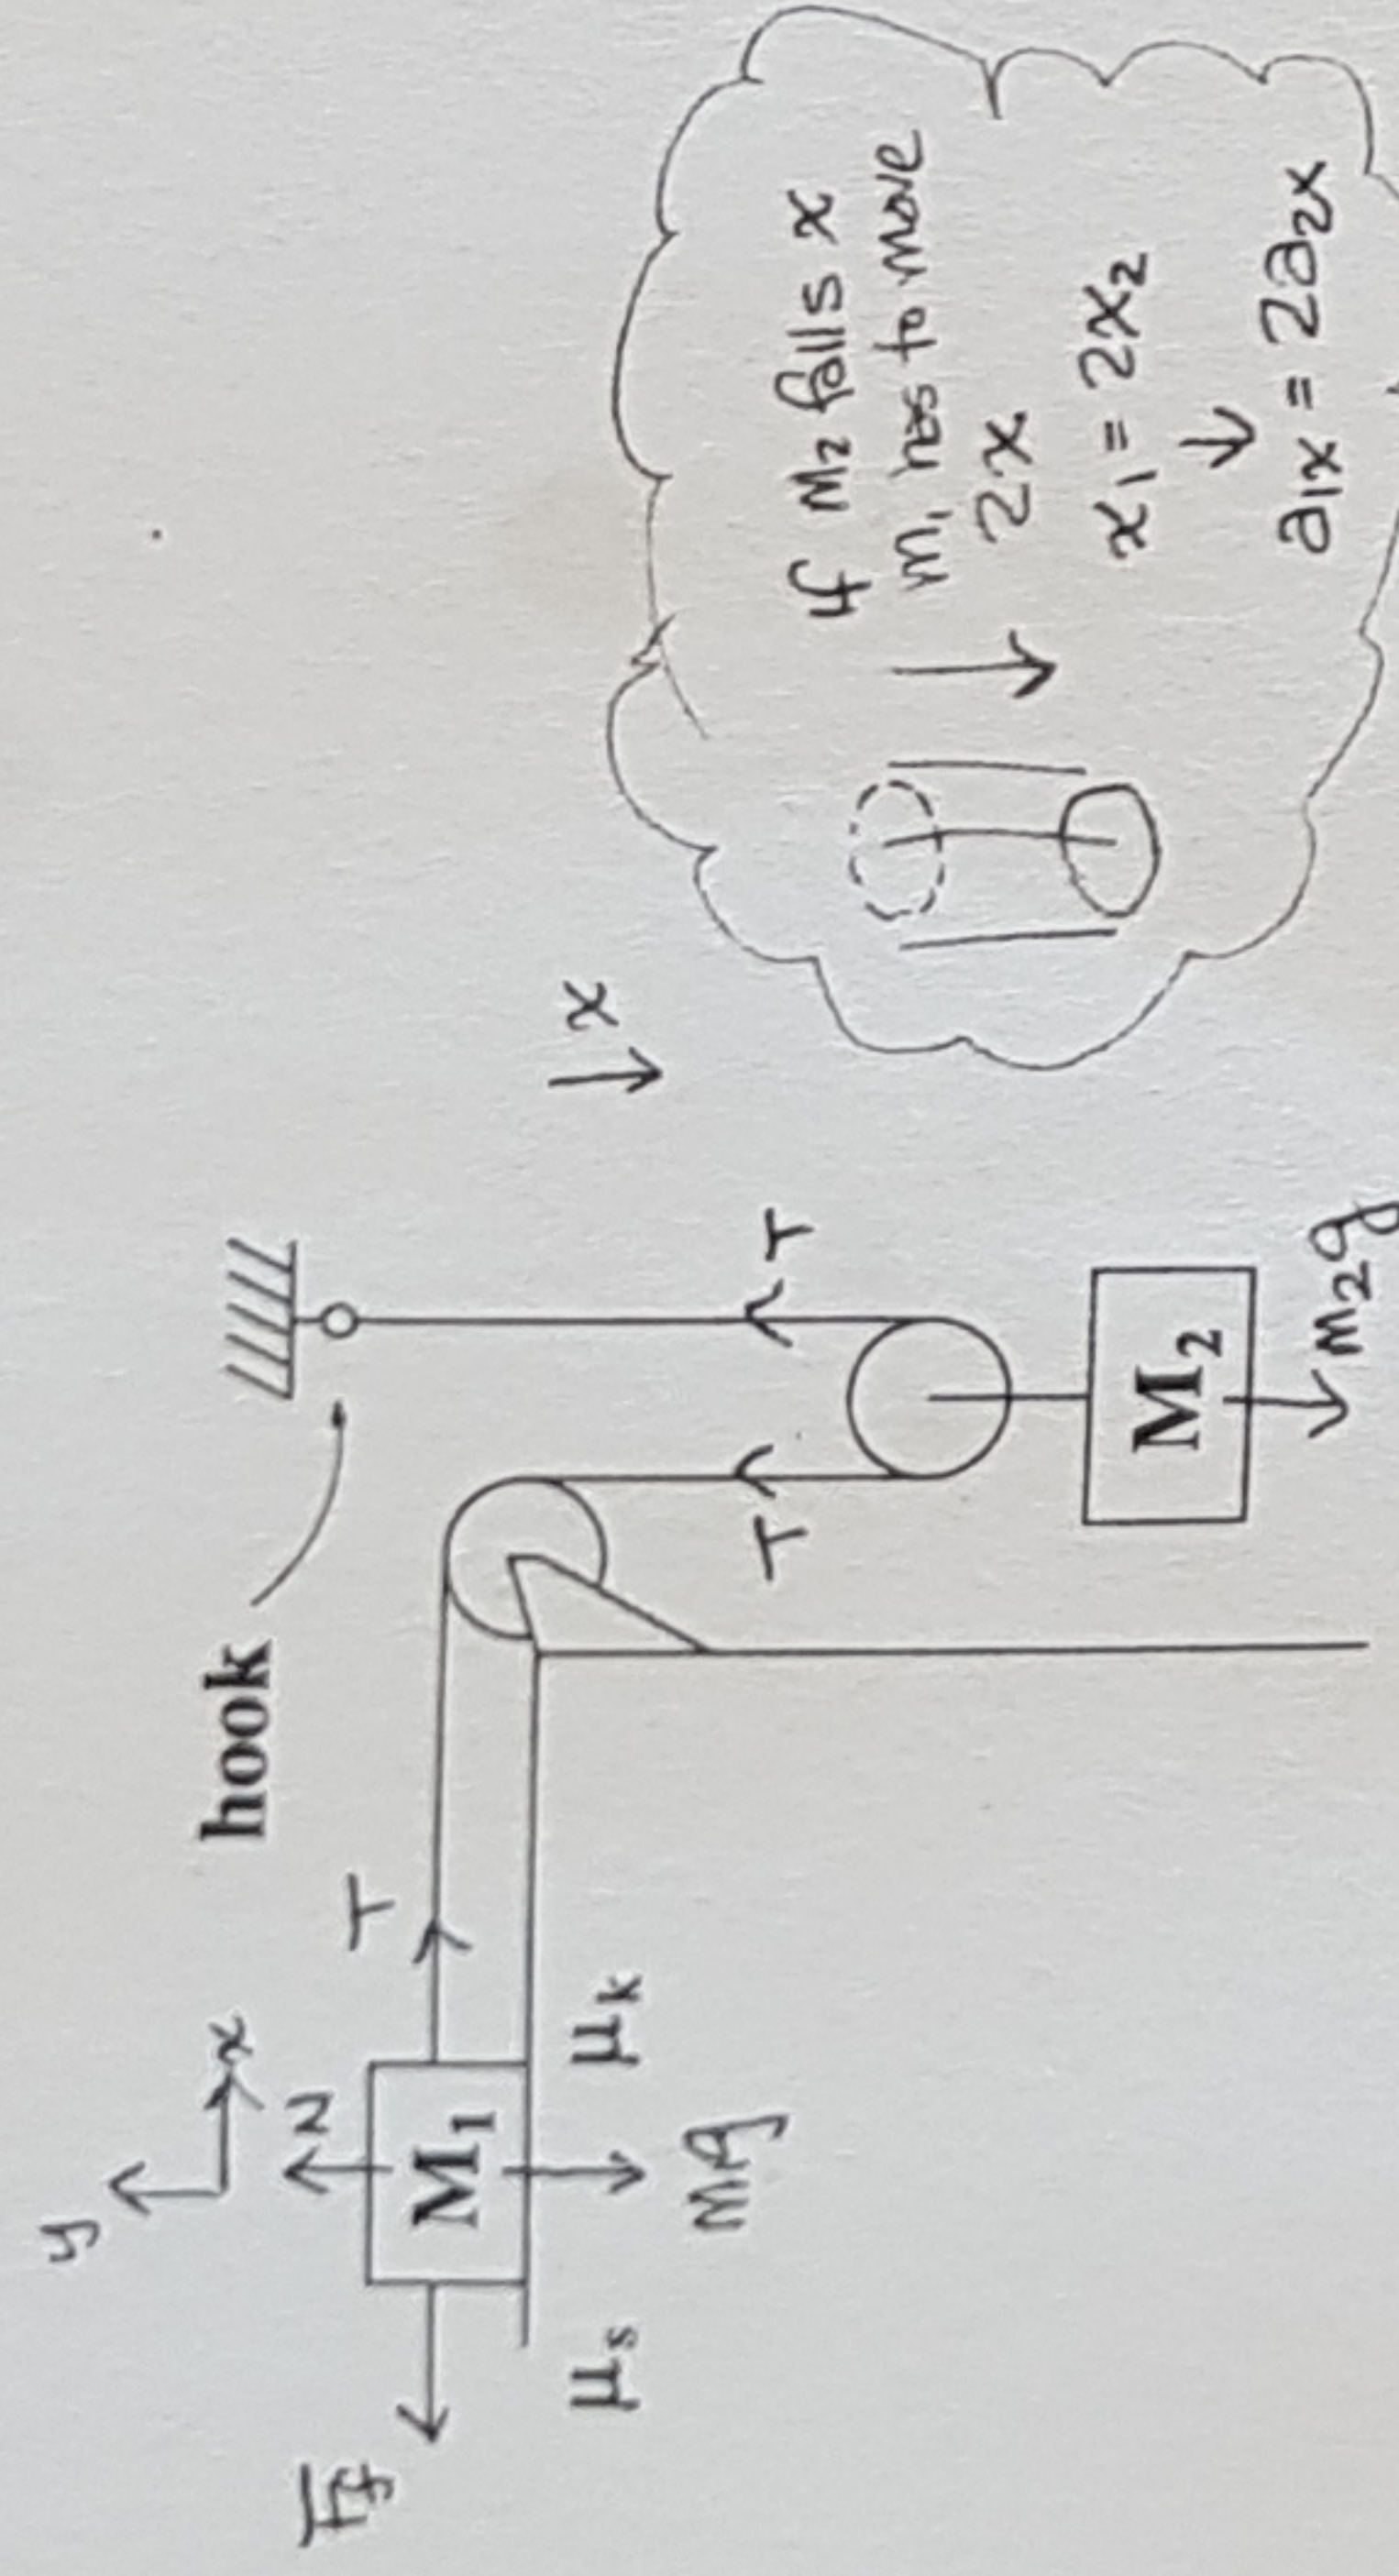 y
x
N
hook
Ff
T
M₁
μs
μk
M1g
T
T
M₂
M₂g
x
If M₂ falls x
m₁ has to move
2x
x₁ = 2x₂
↓
a₁x = 2a₂x